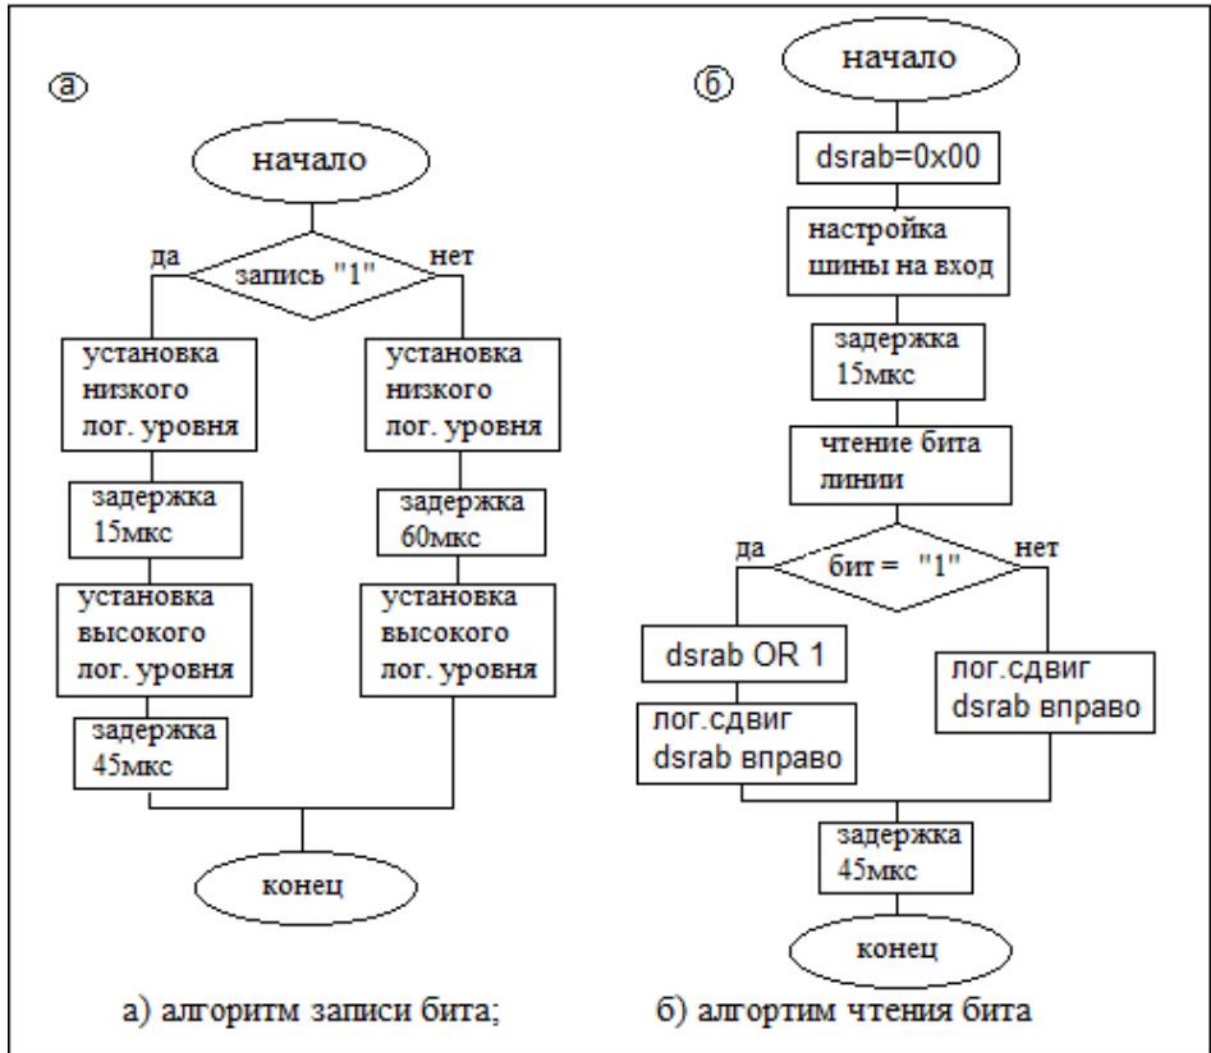 а
начало
да
запись "1"
нет
установка
низкого
лог. уровня
задержка
15мкс
установка
высокого
лог. уровня
задержка
45мкс
установка
низкого
лог. уровня
задержка
60мкс
установка
высокого
лог. уровня
конец
а) алгоритм записи бита;
б
начало
dsrab=0x00
настройка
шины на вход
задержка
15мкс
чтение бита
линии
да
бит = "1"
нет
dsrab OR 1
лог.сдвиг
dsrab вправо
лог.сдвиг
dsrab вправо
задержка
45мкс
конец
б) алгортим чтения бита